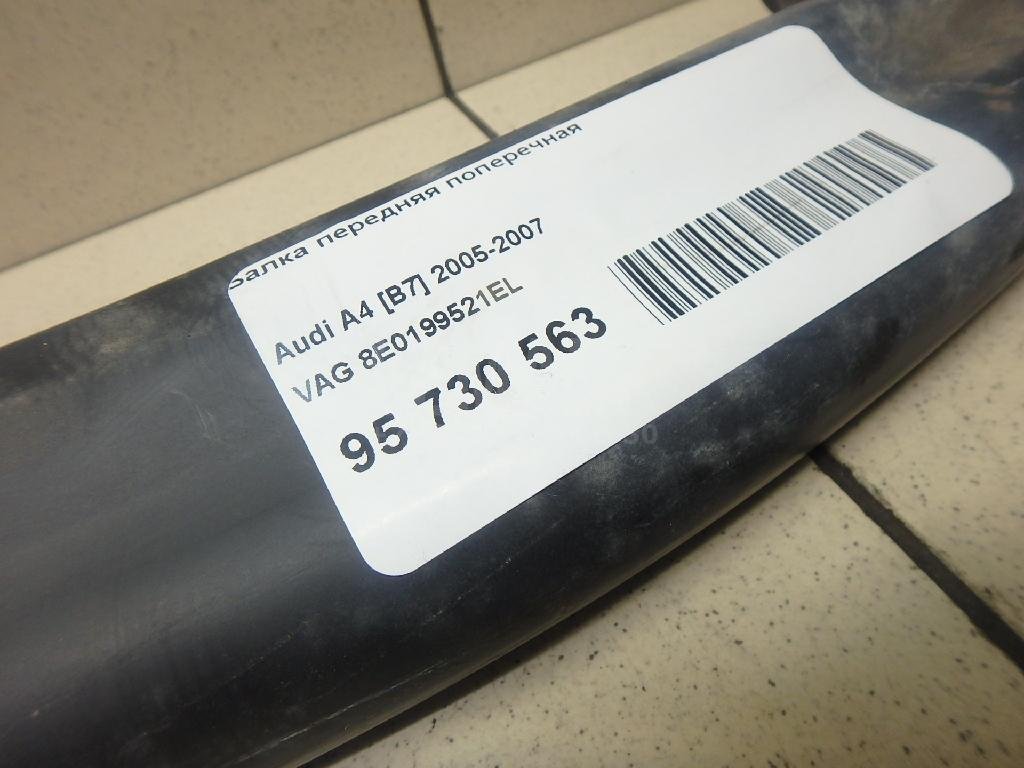 Балка передняя поперечная
Audi A4 [B7] 2005-2007
VAG 8E0199521EL
95 730 563